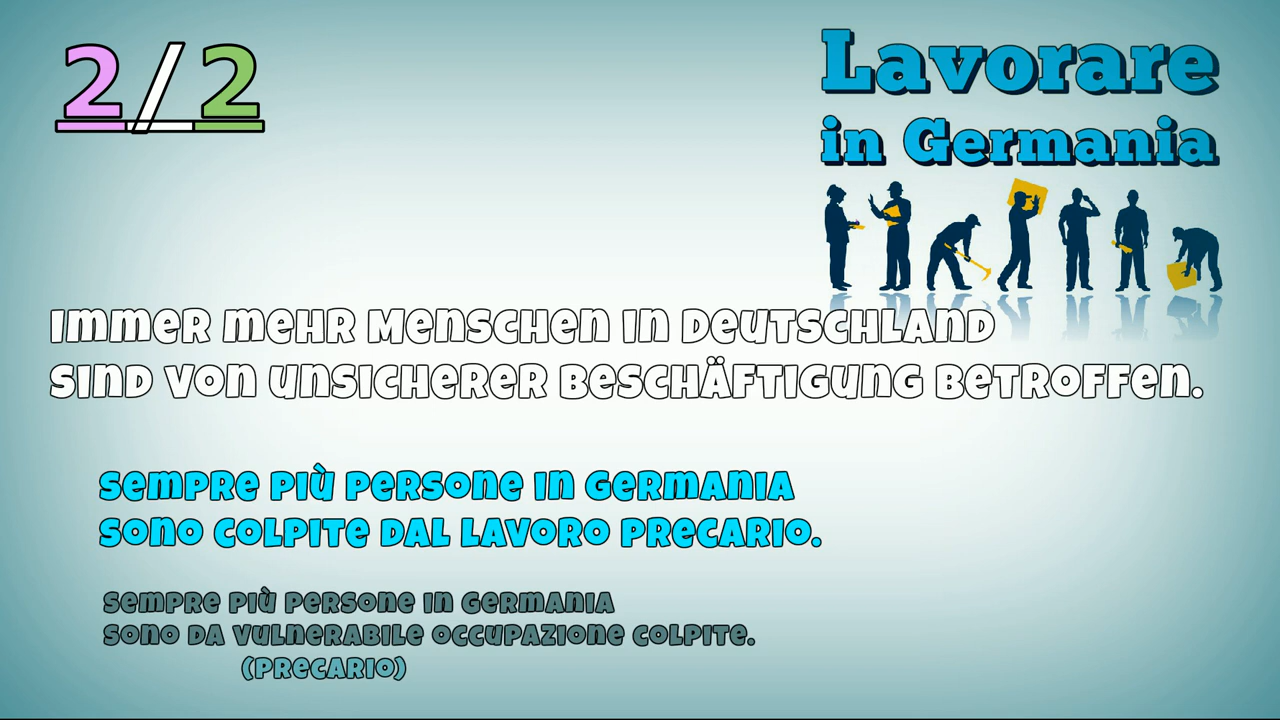 2/2
Lavorare
in Germania
Immer mehr Menschen in Deutschland
sind von unsicherer Beschäftigung betroffen.
Sempre più persone in Germania
sono colpite dal lavoro precario.
Sempre più persone in Germania
sono da vulnerabile occupazione colpite.
(precario)